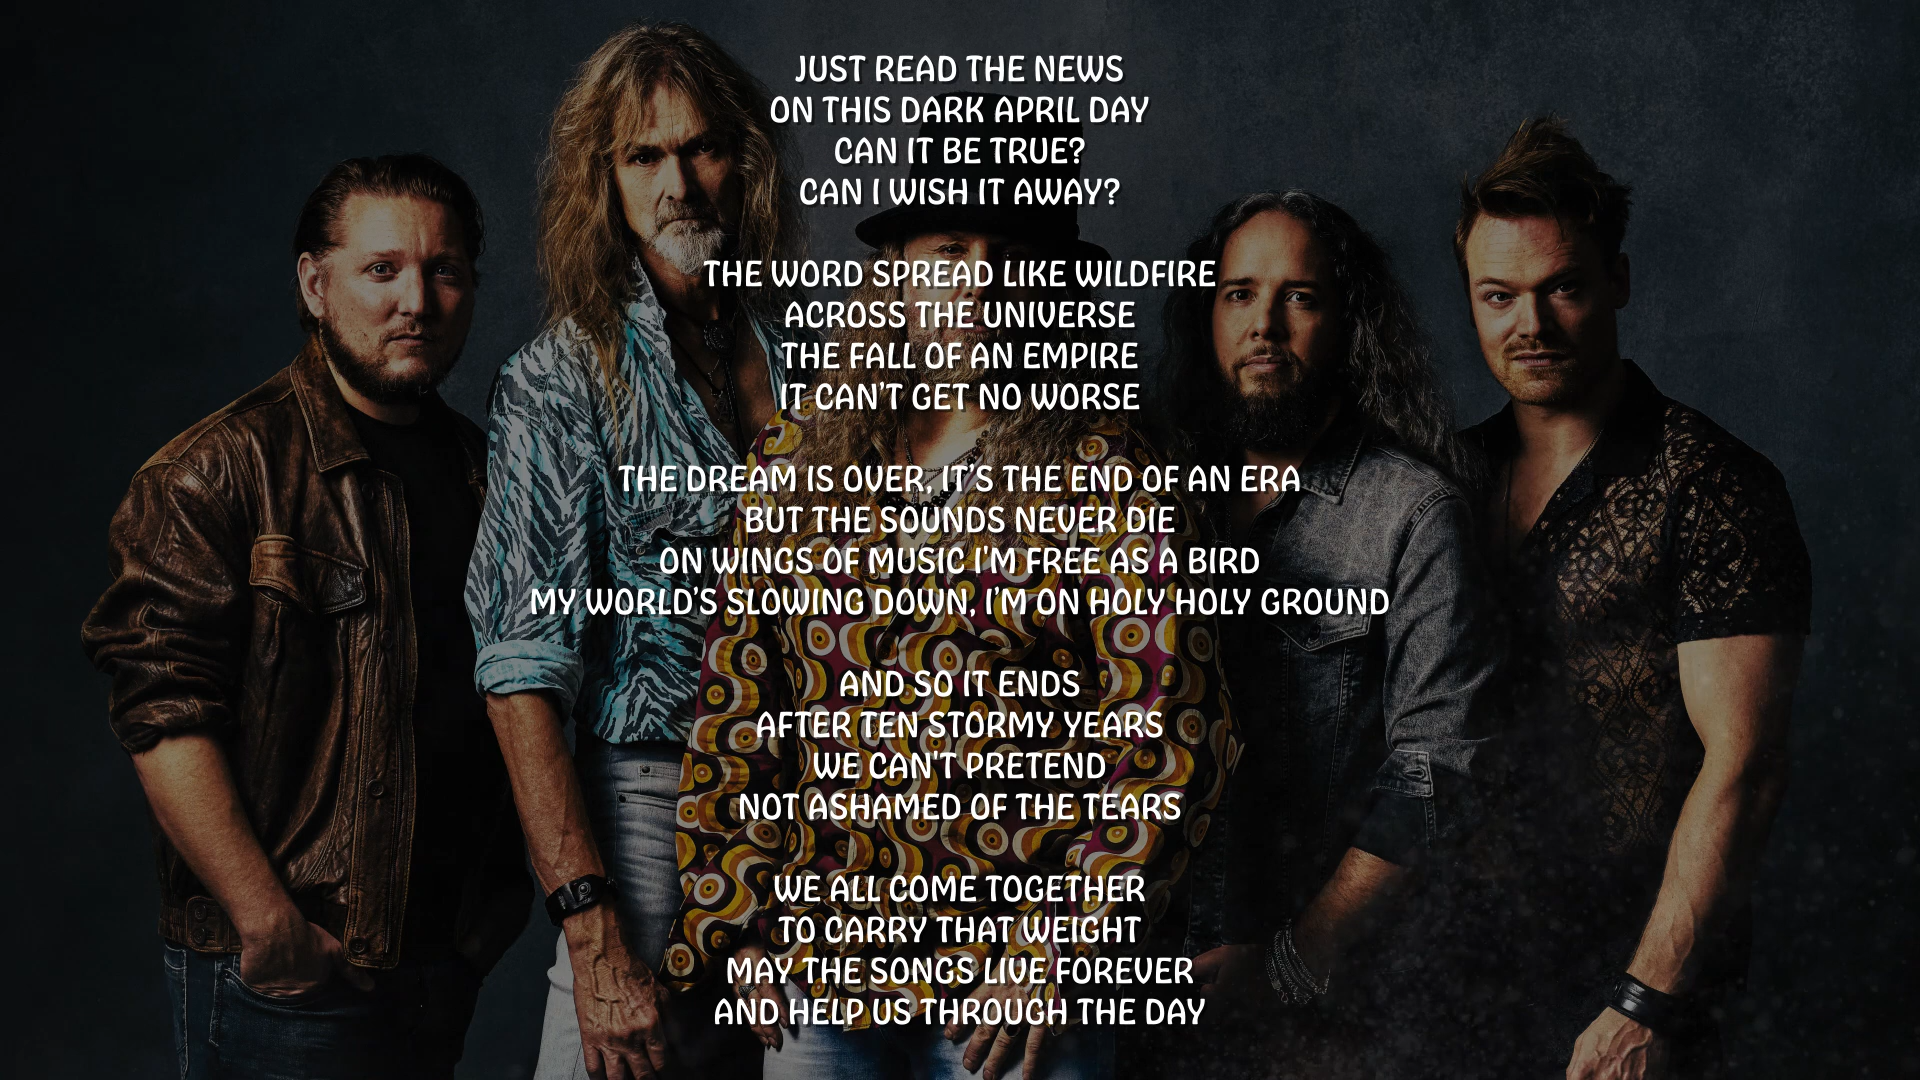 JUST READ THE NEWS
ON THIS DARK APRIL DAY
CAN IT BE TRUE?
CAN I WISH IT AWAY?
THE WORD SPREAD LIKE WILDFIRE
ACROSS THE UNIVERSE
THE FALL OF AN EMPIRE
IT CAN’T GET NO WORSE
THE DREAM IS OVER, IT’S THE END OF AN ERA
BUT THE SOUNDS NEVER DIE
ON WINGS OF MUSIC I'M FREE AS A BIRD
MY WORLD’S SLOWING DOWN, I’M ON HOLY HOLY GROUND
AND SO IT ENDS
AFTER TEN STORMY YEARS
WE CAN'T PRETEND
NOT ASHAMED OF THE TEARS
WE ALL COME TOGETHER
TO CARRY THAT WEIGHT
MAY THE SONGS LIVE FOREVER
AND HELP US THROUGH THE DAY